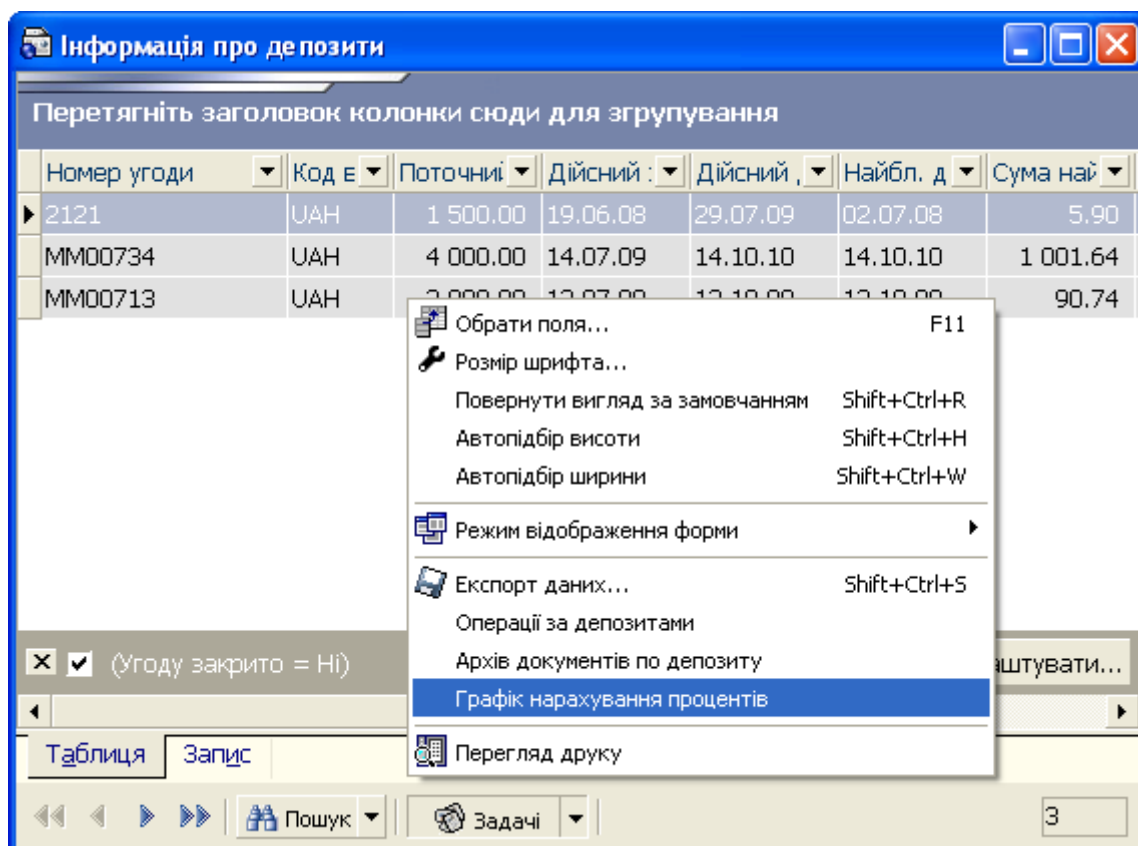 Інформація про депозити
Перетягніть заголовок колонки сюди для згрупування
Номер угоди Код Поточні Дійсний Дійсний Найбл. д Сума най
2121 UAH 1 500.00 19.06.08 29.07.09 02.07.08 5.90
MM00734 UAH 4 000.00 14.07.09 14.10.10 14.10.10 1 001.64
MM00713 UAH 90.74
Обрати поля... F11
Розмір шрифта...
Повернути вигляд за замовчанням Shift+Ctrl+R
Автопідбір висоти Shift+Ctrl+H
Автопідбір ширини Shift+Ctrl+W
Режим відображення форми
Експорт даних... Shift+Ctrl+S
Операції за депозитами
Архів документів по депозиту
Графік нарахування процентів
Перегляд друку
(Угоду закрито = Ні) аштувати...
Таблиця Запис
Пошук Задачі 3